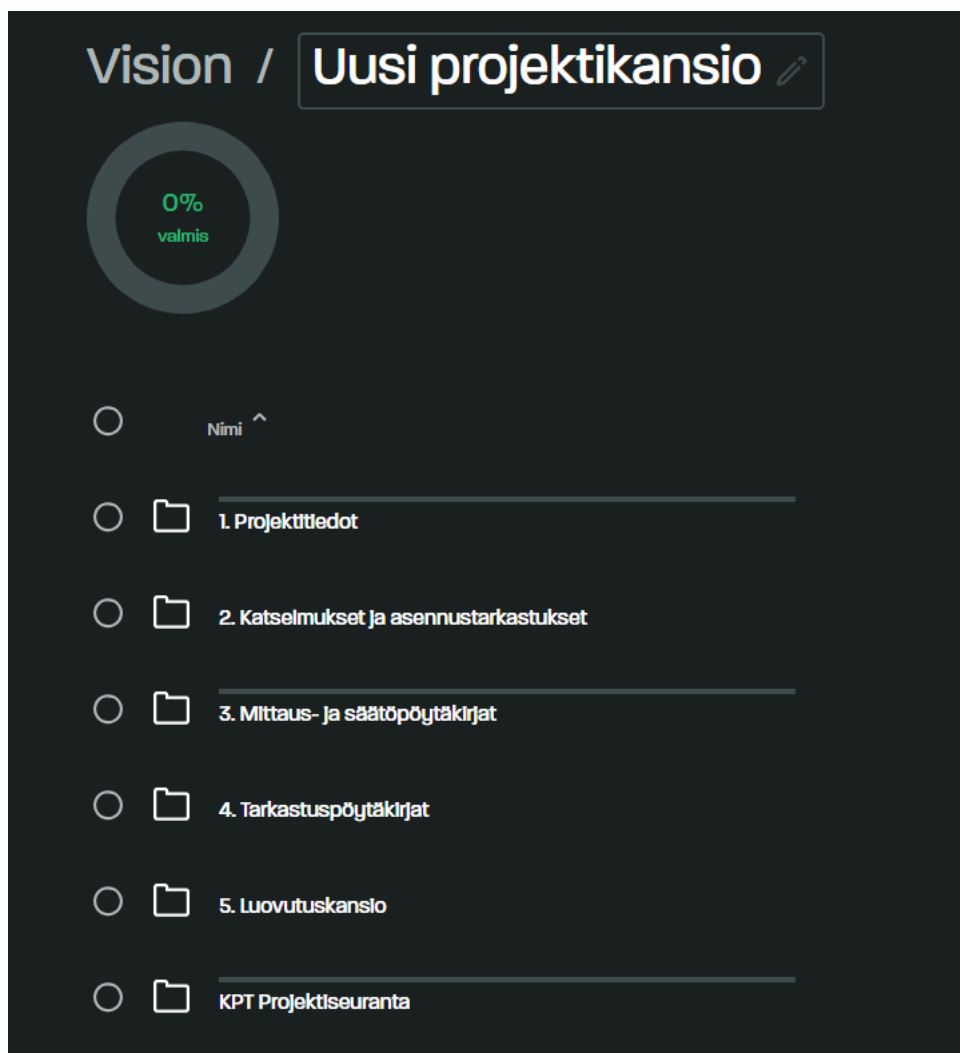 Vision / Uusi projektikansio
0%
valmis
Nimi
1. Projektitiedot
2. Katselmukset ja asennustarkastukset
3. Mittaus- ja säätöpöytäkirjat
4. Tarkastuspöytäkirjat
5. Luovutuskansio
KPT Projektiseuranta